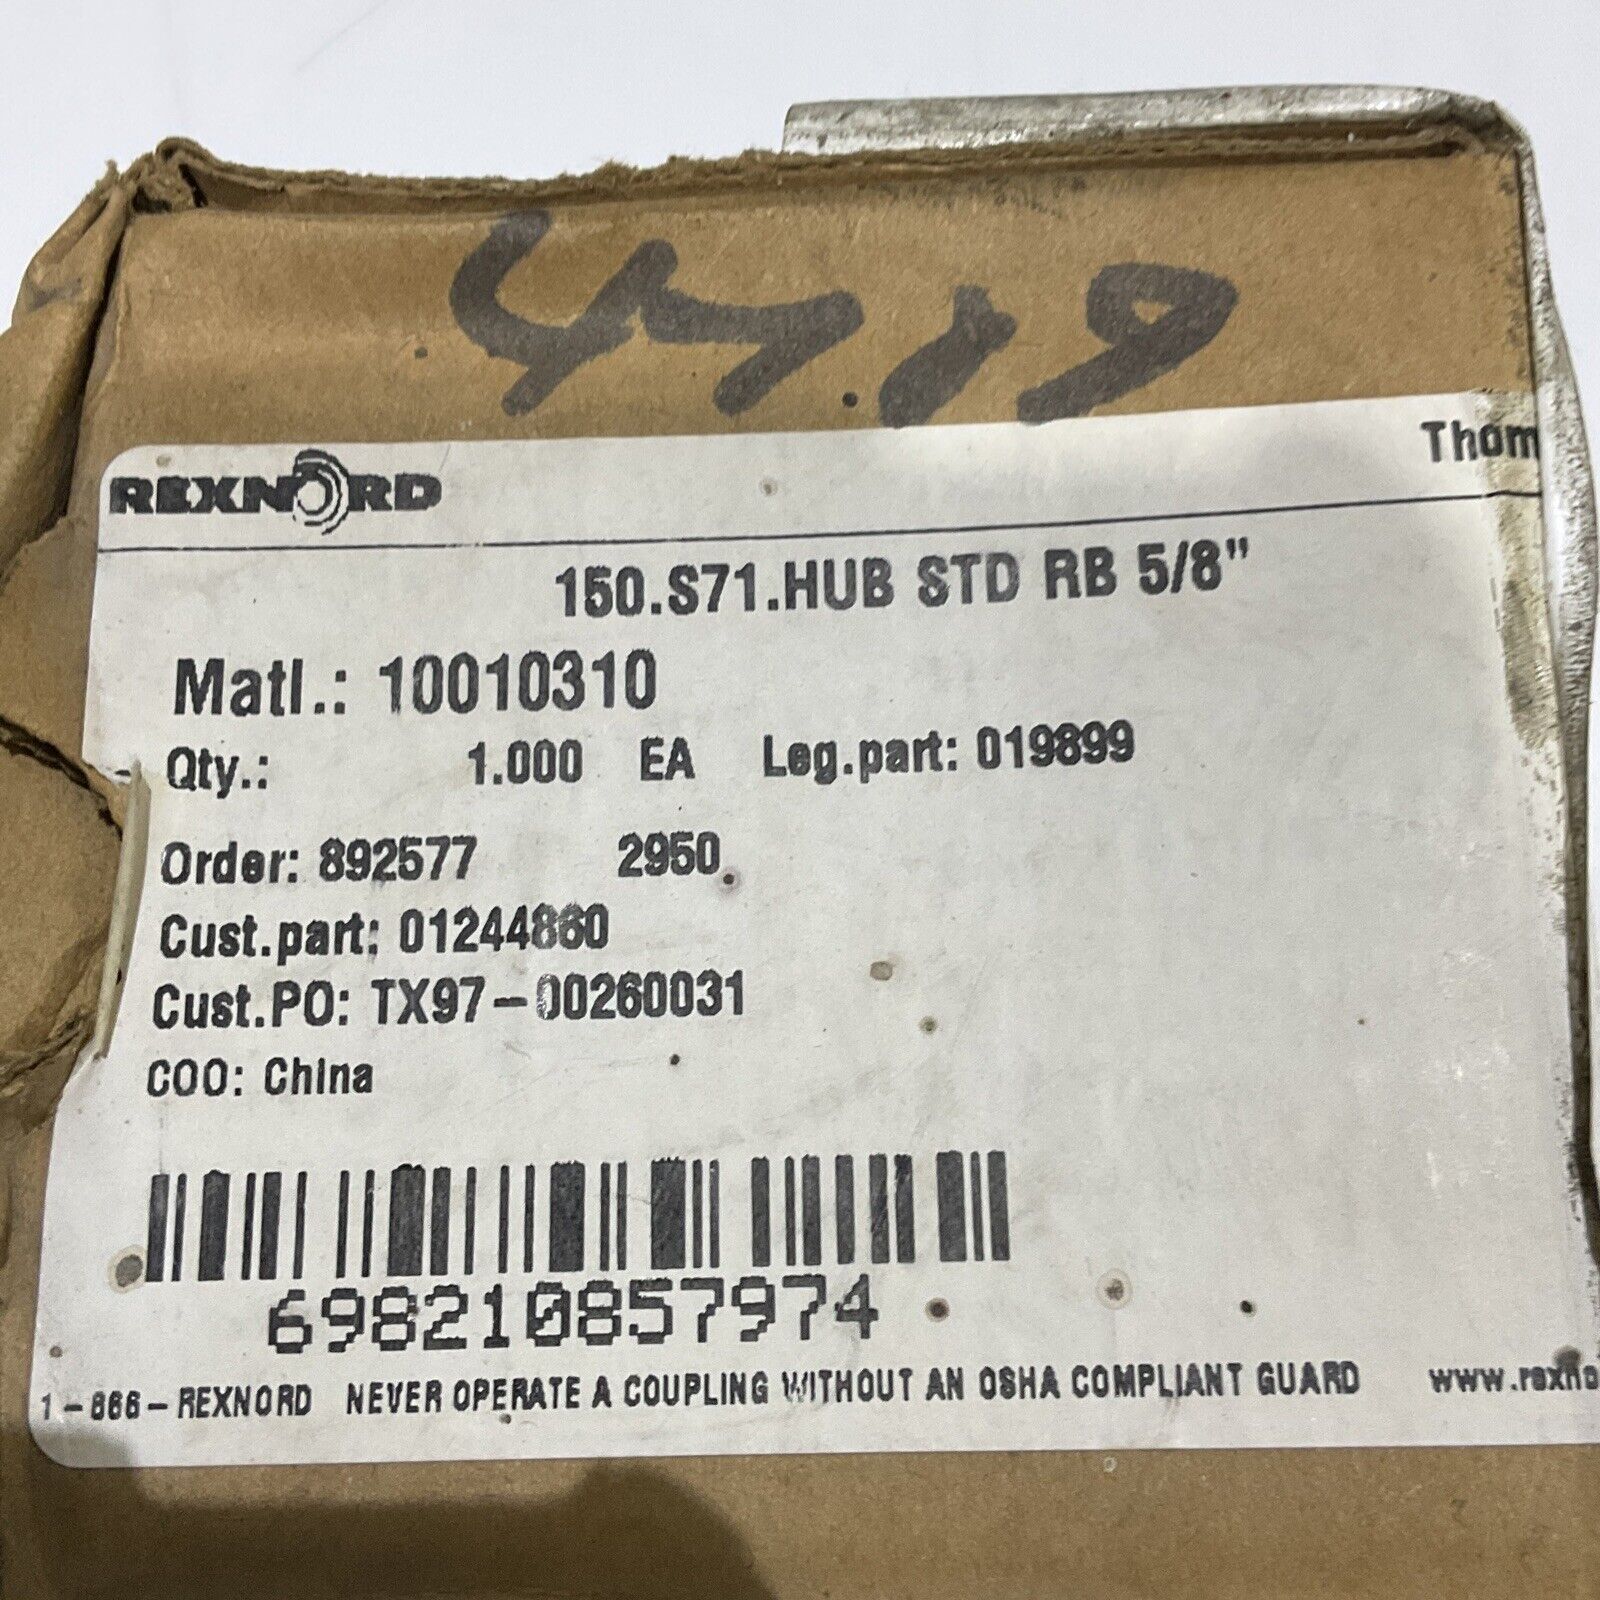 REXNORD
Thom
150.S71.HUB STD RB 5/8"
Matl.: 10010310
Qty.: 1.000 EA Leg.part: 019899
Order: 892577 2950
Cust.part: 01244860
Cust.PO: TX97-00260031
COO: China
698210857974
1-866-REXNORD NEVER OPERATE A COUPLING WITHOUT AN OSHA COMPLIANT GUARD www.rexno